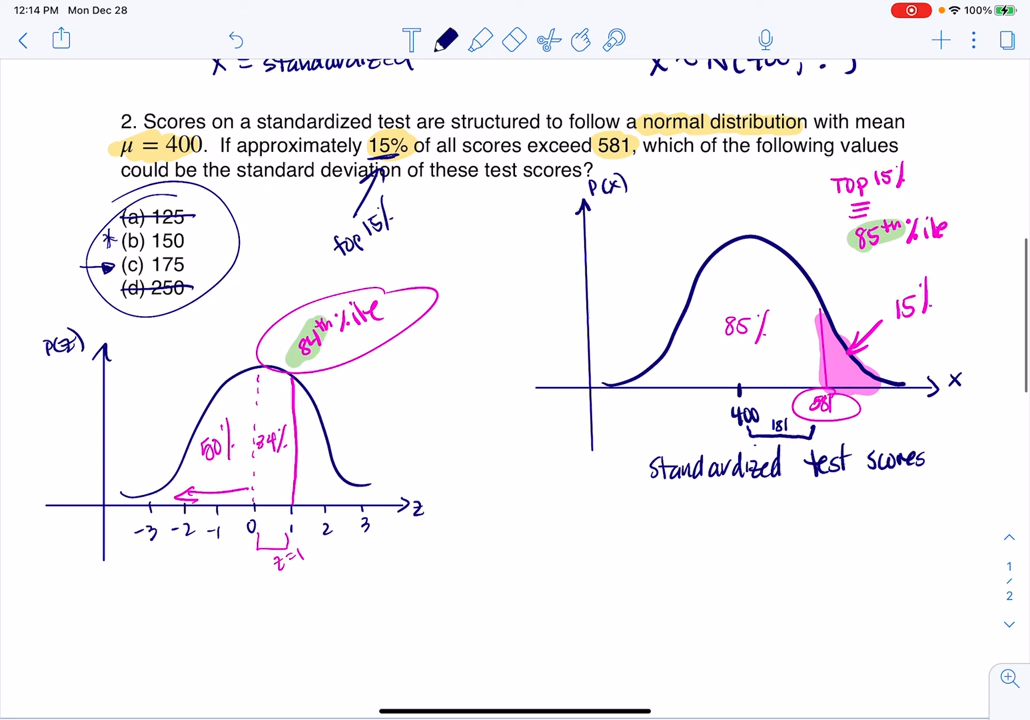 12:14 PM Mon Dec 28
100%
2. Scores on a standardized test are structured to follow a normal distribution with mean
μ = 400. If approximately 15% of all scores exceed 581, which of the following values
could be the standard deviation of these test scores?
(a) 125
(b) 150
(c) 175
(d) 250
top 15%
P(x)
TOP 15%
≡
85th %ile
15%
85%
400
581
181
x
standardized test scores
P(z)
84th %ile
50%
34%
-3 -2 -1 0 1 2 3
z
z=1
1
/
2